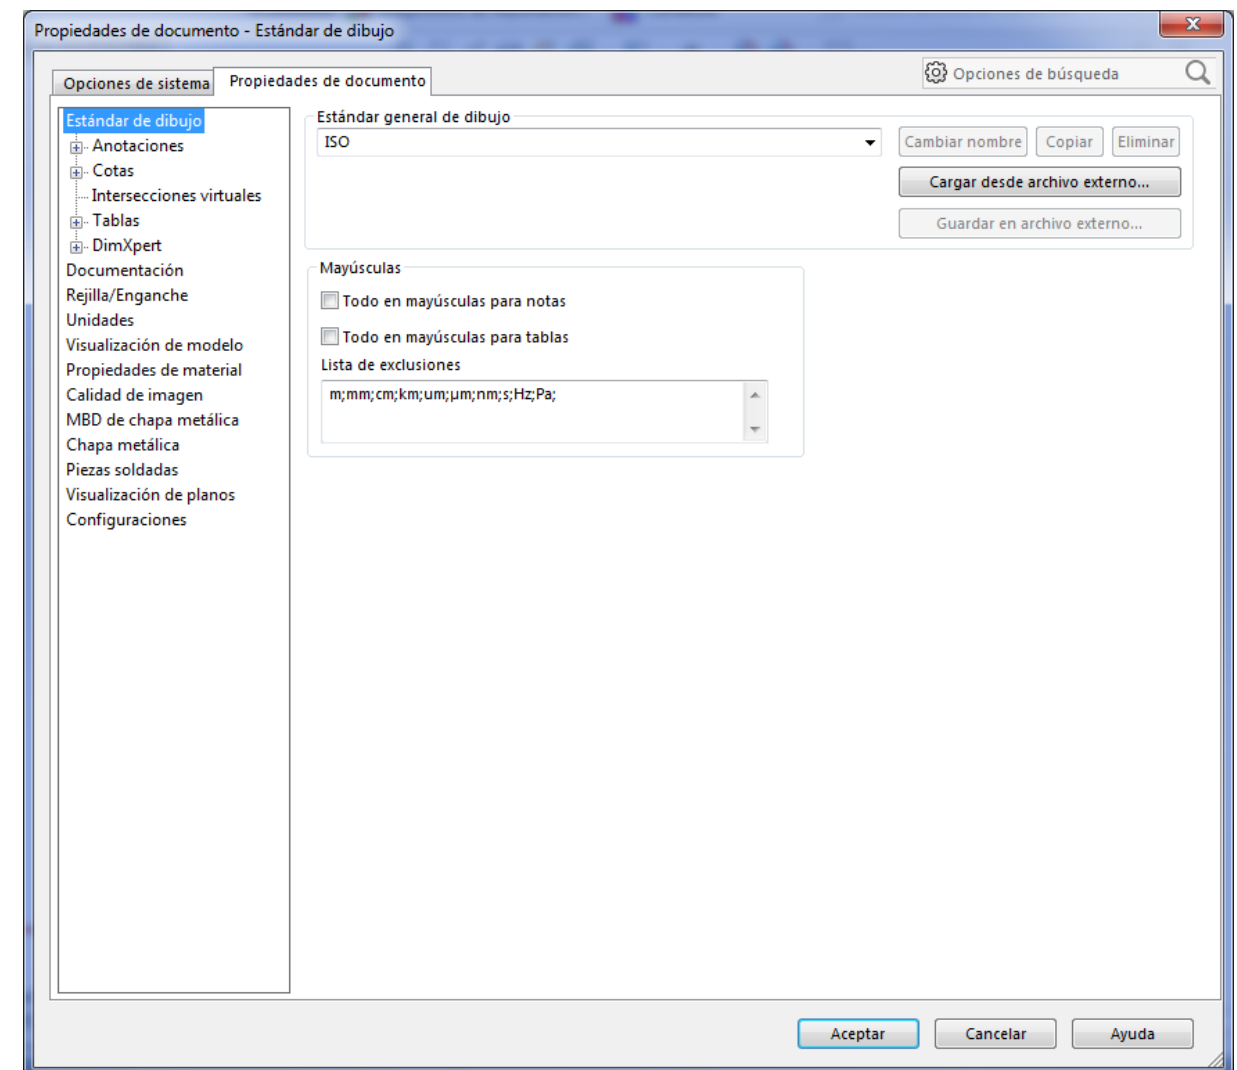 Propiedades de documento - Estándar de dibujo
X
Opciones de sistema
Propiedades de documento
Opciones de búsqueda
Estándar de dibujo
Anotaciones
Cotas
Intersecciones virtuales
Tablas
DimXpert
Documentación
Rejilla/Enganche
Unidades
Visualización de modelo
Propiedades de material
Calidad de imagen
MBD de chapa metálica
Chapa metálica
Piezas soldadas
Visualización de planos
Configuraciones
Estándar general de dibujo
ISO
Cambiar nombre
Copiar
Eliminar
Cargar desde archivo externo...
Guardar en archivo externo...
Mayúsculas
Todo en mayúsculas para notas
Todo en mayúsculas para tablas
Lista de exclusiones
m;mm;cm;km;um;µm;nm;s;Hz;Pa;
Aceptar
Cancelar
Ayuda